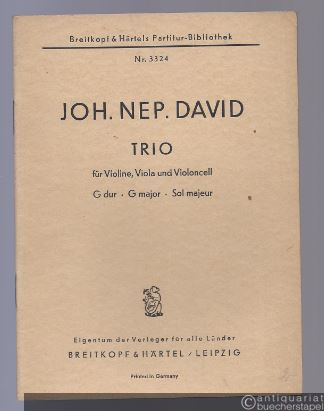 Breitkopf & Härtels Partitur-Bibliothek
Nr. 3324
JOH. NEP. DAVID
TRIO
für Violine, Viola und Violoncell
G dur · G major · Sol majeur
Eigentum der Verleger für alle Länder
BREITKOPF & HÄRTEL / LEIPZIG
Printed in Germany
antiquariat
buecherstapel